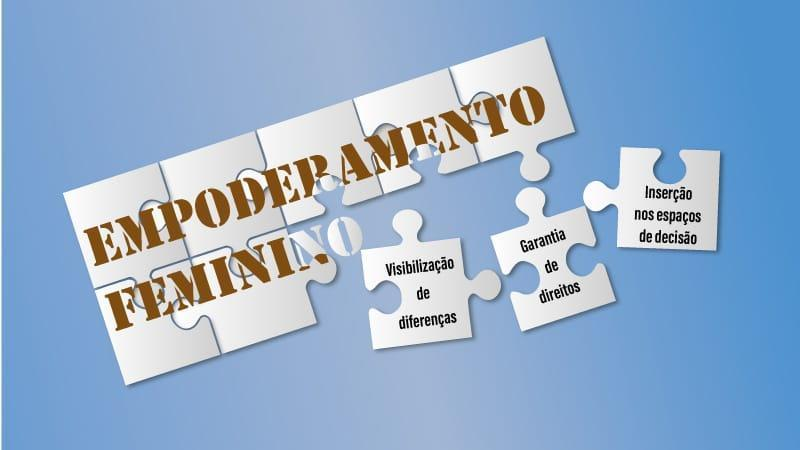 EMPODERAMENTO
FEMININO
Visibilização
de
diferenças
Garantia
de
direitos
Inserção
nos espaços
de decisão